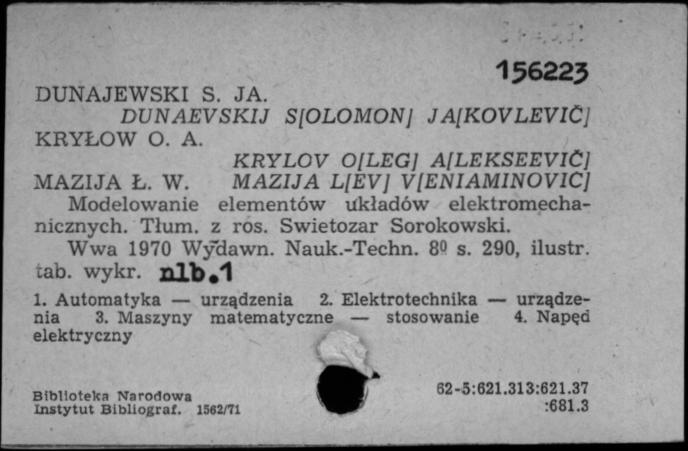 156223
DUNAJEWSKI S. JA.
DUNAEVSKIJ S[OLOMON] JA[KOVLEVIČ]
KRYŁOW O. A.
KRYLOV O[LEG] A[LEKSEEVIČ]
MAZIJA Ł. W. MAZIJA L[EV] V[ENIAMINOVIC]
Modelowanie elementów układów elektromecha-
nicznych. Tłum. z ros. Swietozar Sorokowski.
Wwa 1970 Wydawn. Nauk.-Techn. 8º s. 290, ilustr.
tab. wykr. nlb.1
1. Automatyka — urządzenia 2. Elektrotechnika — urządze-
nia 3. Maszyny matematyczne — stosowanie 4. Napęd
elektryczny
62-5:621.313:621.37
:681.3
Biblioteka Narodowa
Instytut Bibliograf. 1562/71